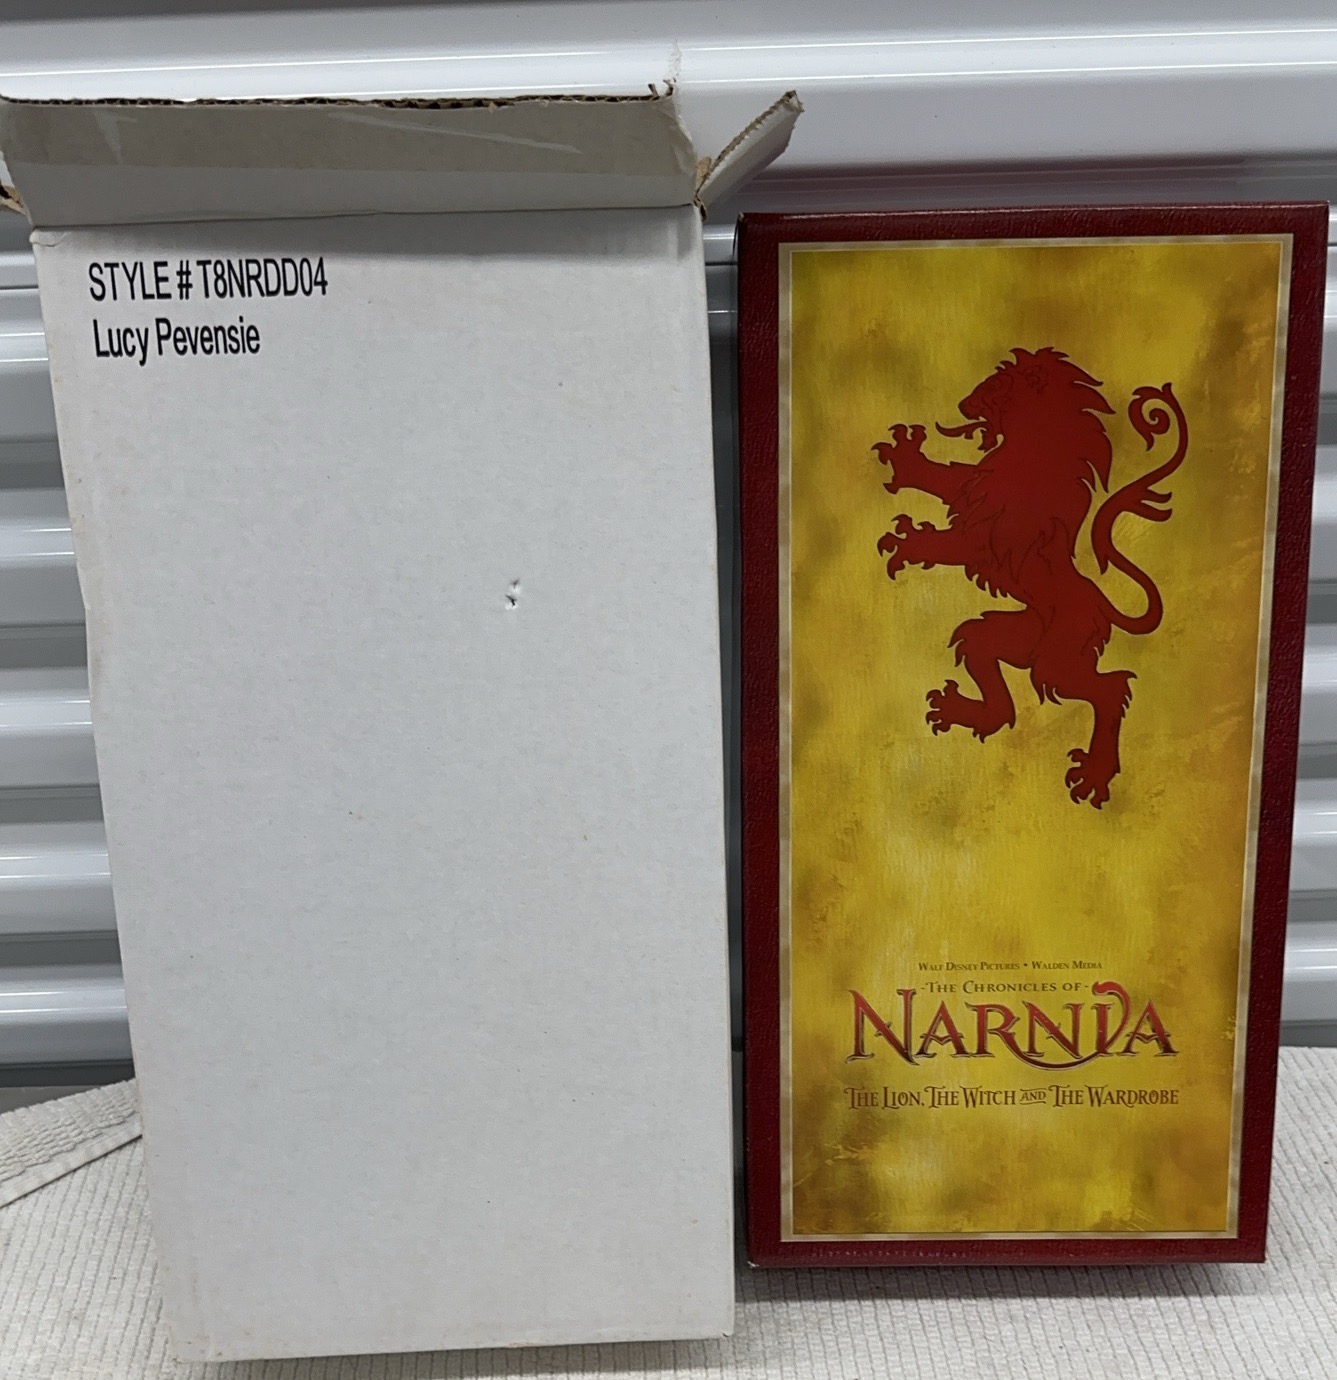 STYLE # T8NRDD04
Lucy Pevensie
WALT DISNEY PICTURES • WALDEN MEDIA
-THE CHRONICLES OF-
NARNIA
THE LION, THE WITCH AND THE WARDROBE